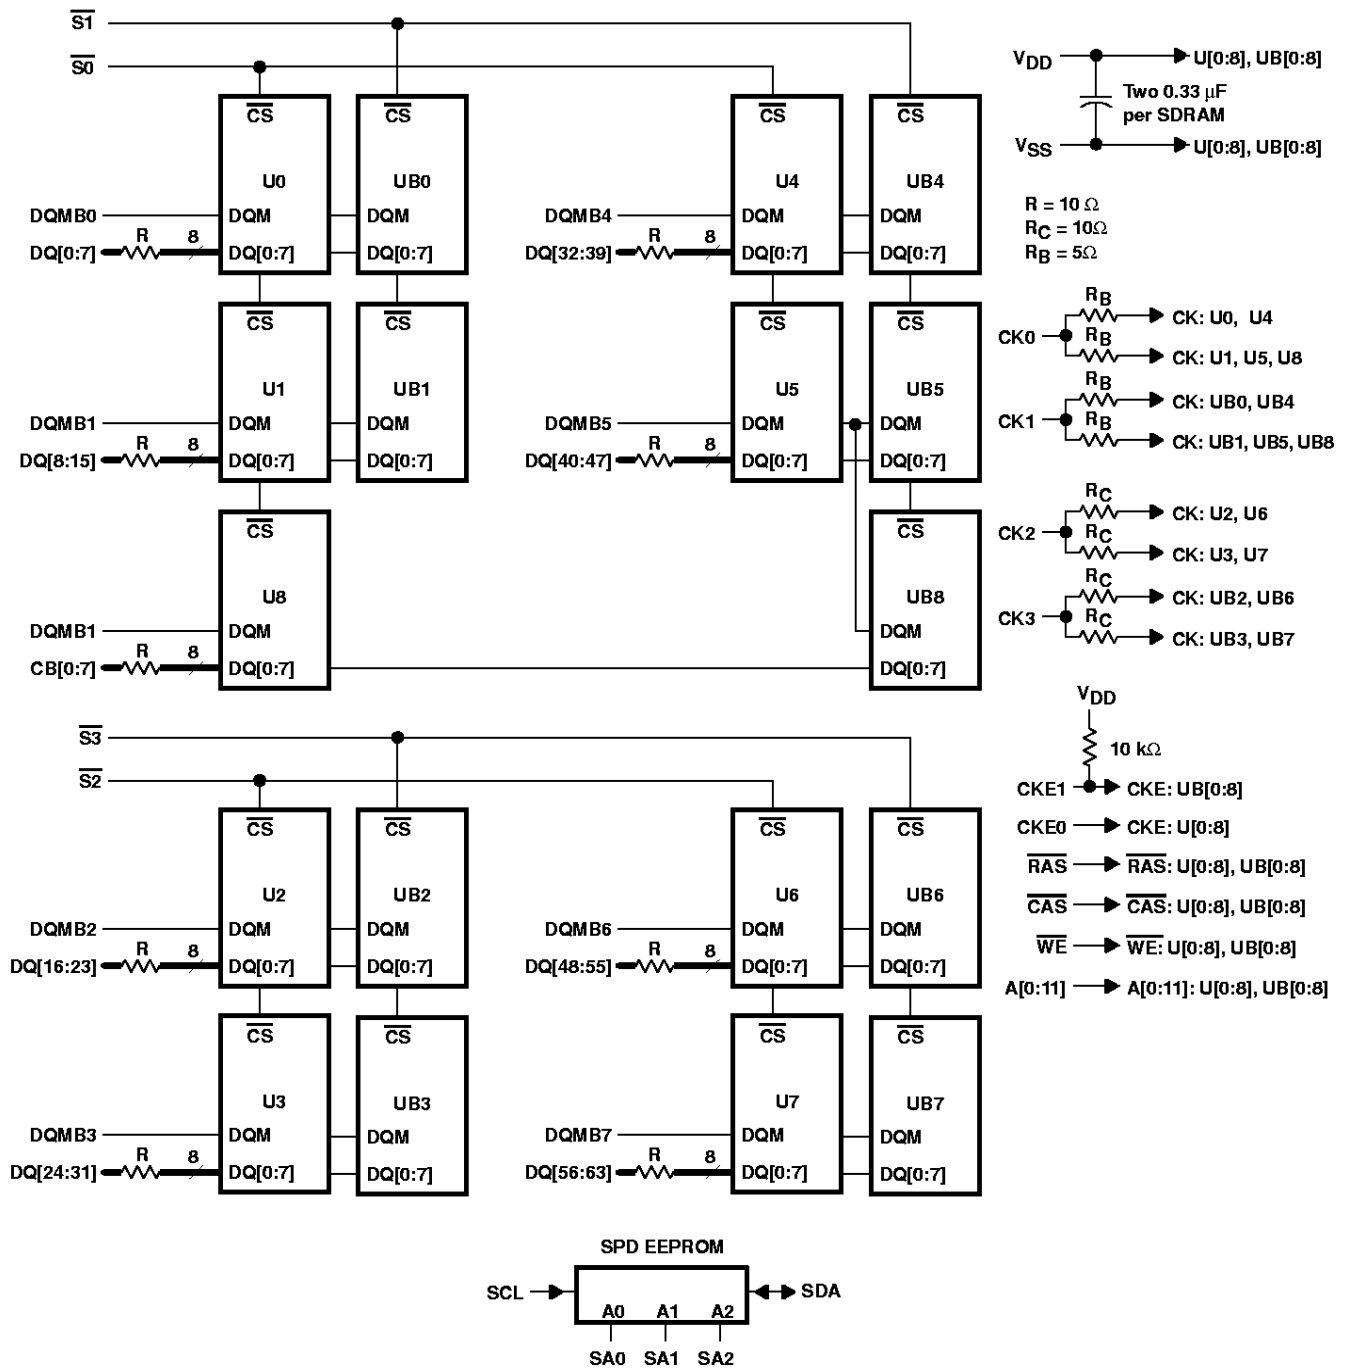 S1
S0
CS CS CS CS
U0 UB0 U4 UB4
DQMB0 DQM DQM DQMB4 DQM DQM
DQ[0:7] R 8 DQ[0:7] DQ[0:7] DQ[32:39] R 8 DQ[0:7] DQ[0:7]
CS CS CS CS
U1 UB1 U5 UB5
DQMB1 DQM DQM DQMB5 DQM DQM
DQ[8:15] R 8 DQ[0:7] DQ[0:7] DQ[40:47] R 8 DQ[0:7] DQ[0:7]
CS CS
U8 UB8
DQMB1 DQM DQM
CB[0:7] R 8 DQ[0:7] DQ[0:7]
S3
S2
CS CS CS CS
U2 UB2 U6 UB6
DQMB2 DQM DQM DQMB6 DQM DQM
DQ[16:23] R 8 DQ[0:7] DQ[0:7] DQ[48:55] R 8 DQ[0:7] DQ[0:7]
CS CS CS CS
U3 UB3 U7 UB7
DQMB3 DQM DQM DQMB7 DQM DQM
DQ[24:31] R 8 DQ[0:7] DQ[0:7] DQ[56:63] R 8 DQ[0:7] DQ[0:7]
VDD U[0:8], UB[0:8]
Two 0.33 µF
per SDRAM
VSS U[0:8], UB[0:8]
R = 10 Ω
RC = 10Ω
RB = 5Ω
RB CK: U0, U4
CK0
RB CK: U1, U5, U8
RB CK: UB0, UB4
CK1
RB CK: UB1, UB5, UB8
RC CK: U2, U6
CK2
RC CK: U3, U7
RC CK: UB2, UB6
CK3
RC CK: UB3, UB7
VDD
10 kΩ
CKE1 CKE: UB[0:8]
CKE0 CKE: U[0:8]
RAS RAS: U[0:8], UB[0:8]
CAS CAS: U[0:8], UB[0:8]
WE WE: U[0:8], UB[0:8]
A[0:11] A[0:11]: U[0:8], UB[0:8]
SPD EEPROM
SCL SDA
A0 A1 A2
SA0 SA1 SA2